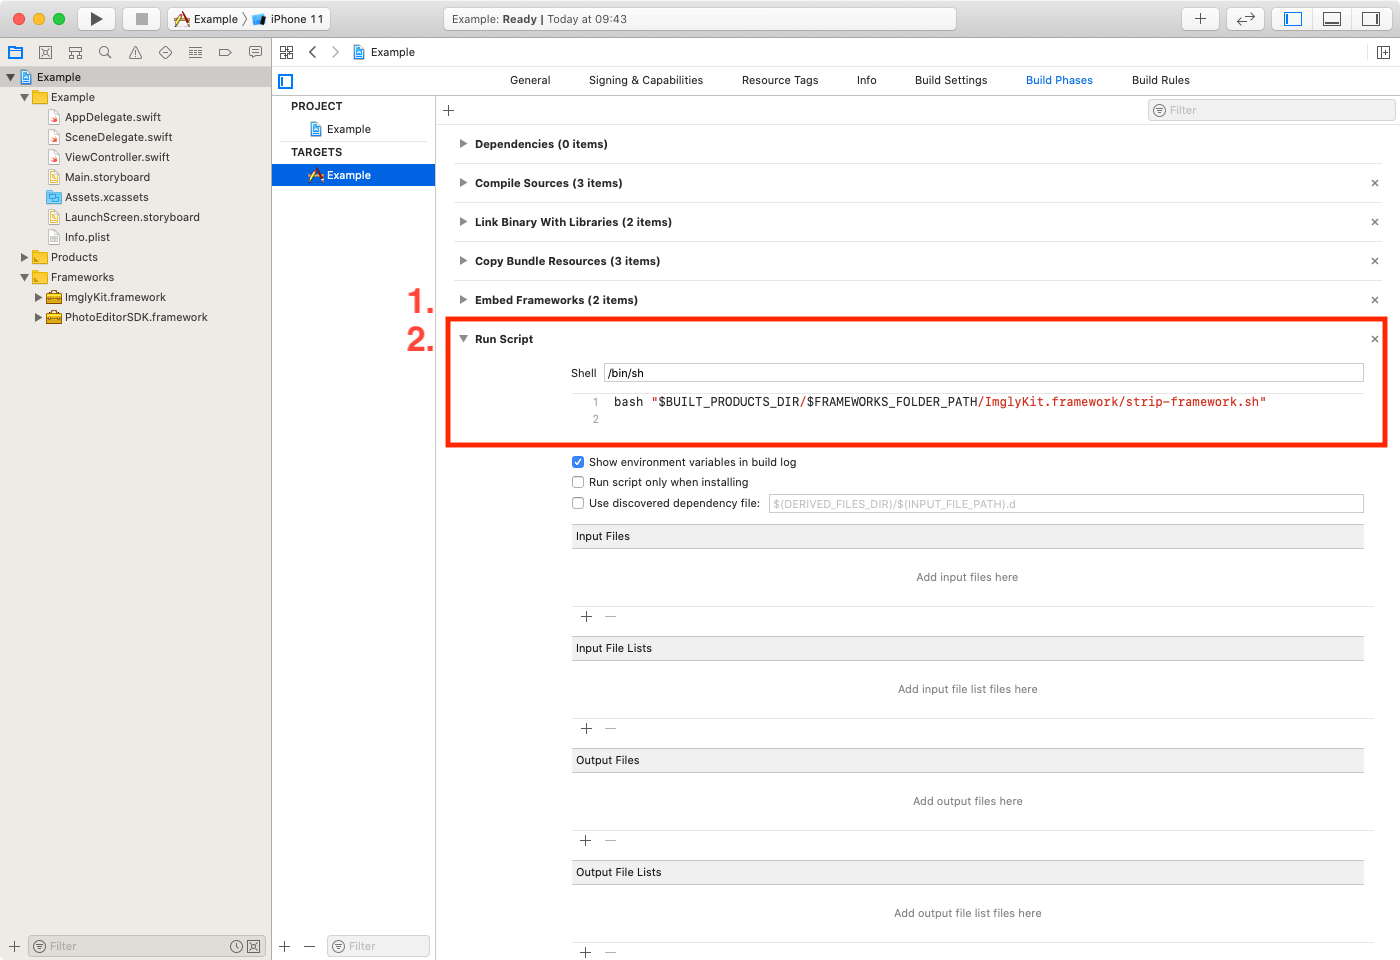 Example 〉 iPhone 11
Example: Ready | Today at 09:43
Example
General
Signing & Capabilities
Resource Tags
Info
Build Settings
Build Phases
Build Rules
Example
Example
AppDelegate.swift
SceneDelegate.swift
ViewController.swift
Main.storyboard
Assets.xcassets
LaunchScreen.storyboard
Info.plist
Products
Frameworks
ImglyKit.framework
PhotoEditorSDK.framework
Filter
PROJECT
Example
TARGETS
Example
Filter
Filter
Dependencies (0 items)
Compile Sources (3 items)
Link Binary With Libraries (2 items)
Copy Bundle Resources (3 items)
1.
Embed Frameworks (2 items)
2.
Run Script
Shell /bin/sh
1 bash "$BUILT_PRODUCTS_DIR/$FRAMEWORKS_FOLDER_PATH/ImglyKit.framework/strip-framework.sh"
2
Show environment variables in build log
Run script only when installing
Use discovered dependency file: $(DERIVED_FILES_DIR)/$(INPUT_FILE_PATH).d
Input Files
Add input files here
Input File Lists
Add input file list files here
Output Files
Add output files here
Output File Lists
Add output file list files here